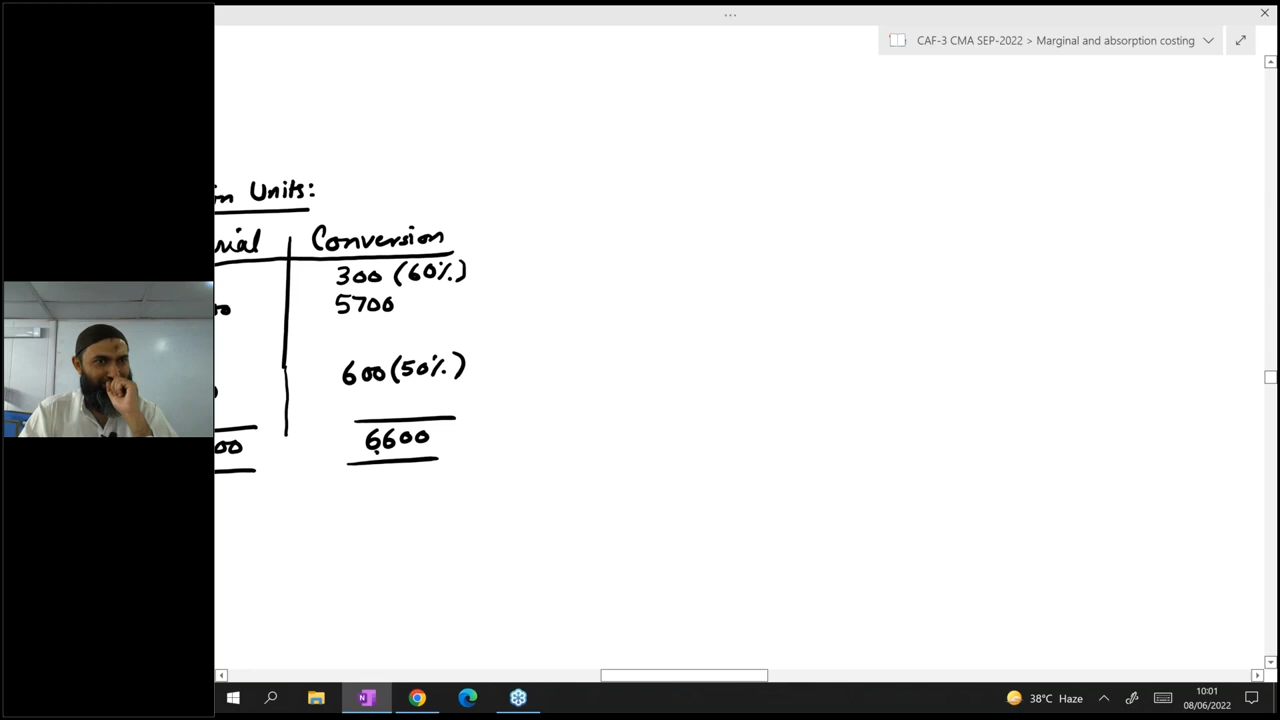 CAF-3 CMA SEP-2022 > Marginal and absorption costing
Units:
Conversion
300 (60%)
5700
600 (50%)
00 6600
38°C Haze
10:01
08/06/2022